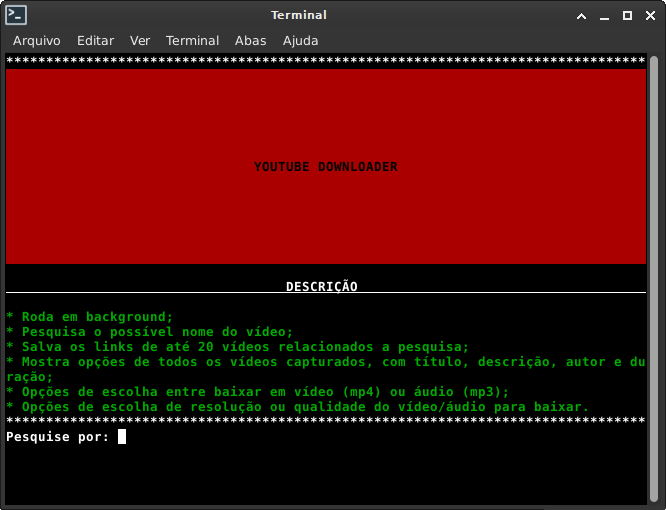 Terminal
Arquivo Editar Ver Terminal Abas Ajuda
********************************************************************************
YOUTUBE DOWNLOADER
DESCRIÇÃO
* Roda em background;
* Pesquisa o possível nome do vídeo;
* Salva os links de até 20 vídeos relacionados a pesquisa;
* Mostra opções de todos os vídeos capturados, com título, descrição, autor e du
ração;
* Opções de escolha entre baixar em vídeo (mp4) ou áudio (mp3);
* Opções de escolha de resolução ou qualidade do vídeo/áudio para baixar.
********************************************************************************
Pesquise por: